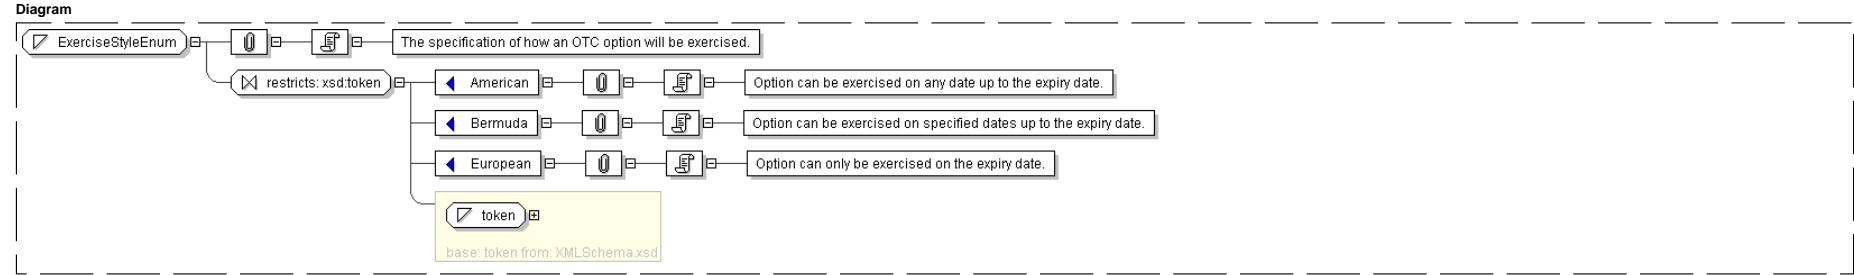 Diagram
ExerciseStyleEnum The specification of how an OTC option will be exercised.
restricts: xsd:token American Option can be exercised on any date up to the expiry date.
Bermuda Option can be exercised on specified dates up to the expiry date.
European Option can only be exercised on the expiry date.
token
base: token from: XMLSchema.xsd